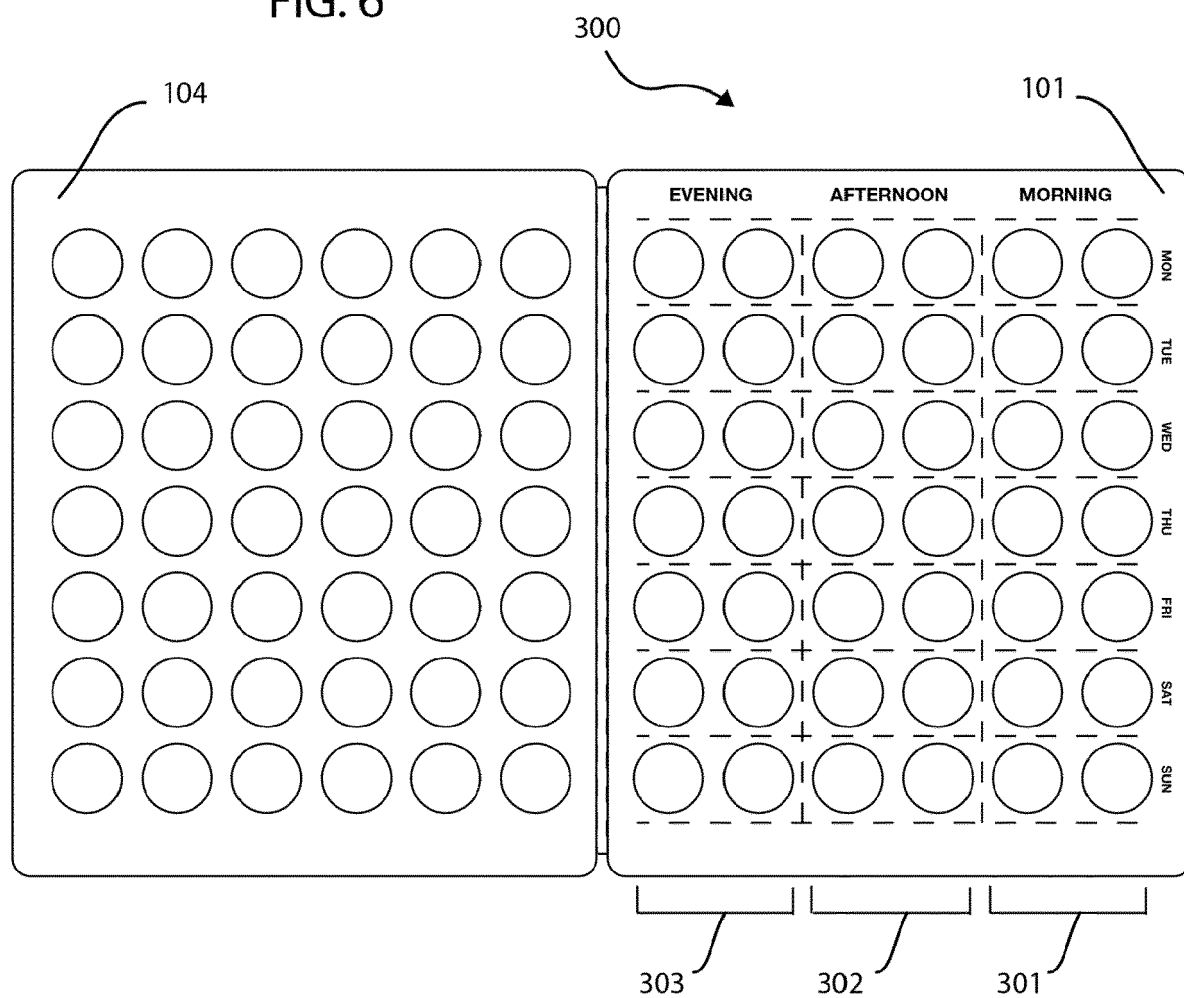 FIG. 6
300
104
101
EVENING AFTERNOON MORNING
MON
TUE
WED
THU
FRI
SAT
SUN
303 302 301